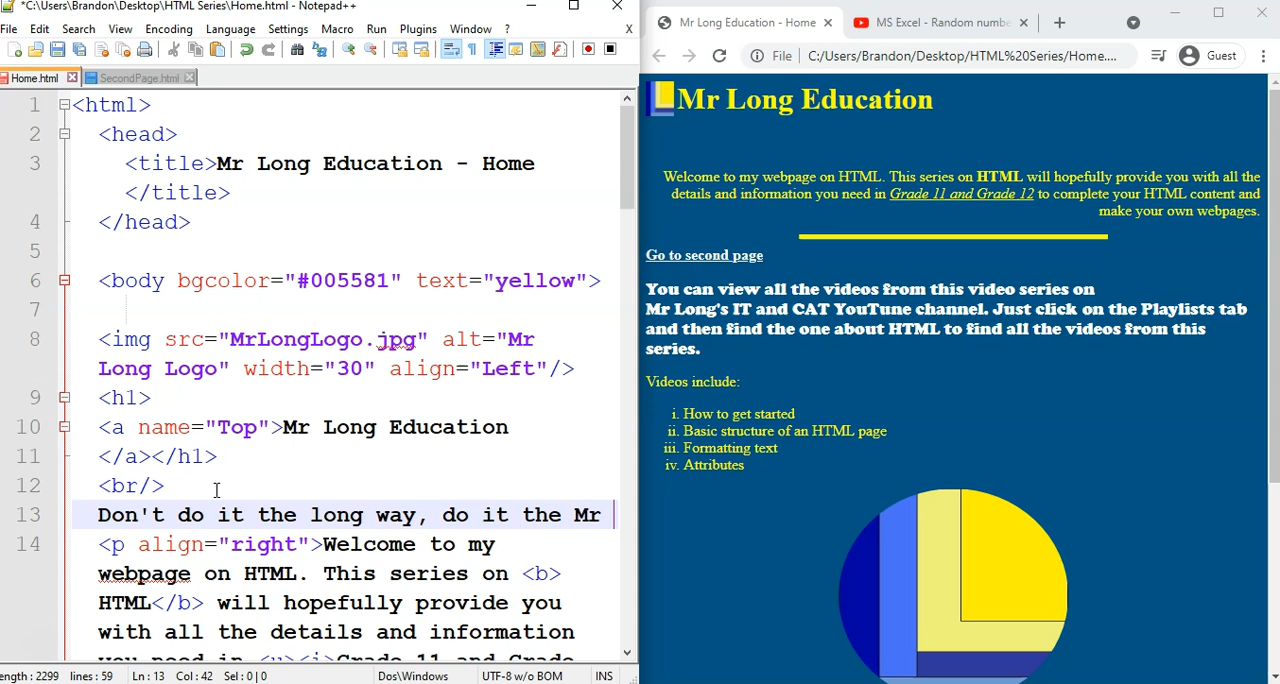 *C:\Users\Brandon\Desktop\HTML Series\Home.html - Notepad++
File Edit Search View Encoding Language Settings Macro Run Plugins Window ? X
Home.html SecondPage.html
1 <html>
2 <head>
3 <title>Mr Long Education - Home
</title>
4 </head>
5
6 <body bgcolor="#005581" text="yellow">
7
8 <img src="MrLongLogo.jpg" alt="Mr
Long Logo" width="30" align="Left"/>
9 <h1>
10 <a name="Top">Mr Long Education
11 </a></h1>
12 <br/>
13 Don't do it the long way, do it the Mr
14 <p align="right">Welcome to my
webpage on HTML. This series on <b>
HTML</b> will hopefully provide you
with all the details and information
you need in <u><i>Grade 11 and Grade
ength : 2299 lines : 59 Ln : 13 Col : 42 Sel : 0 | 0 Dos\Windows UTF-8 w/o BOM INS
Mr Long Education - Home MS Excel - Random numbe
File C:/Users/Brandon/Desktop/HTML%20Series/Home.... Guest
Mr Long Education
Welcome to my webpage on HTML. This series on HTML will hopefully provide you with all the
details and information you need in Grade 11 and Grade 12 to complete your HTML content and
make your own webpages.
Go to second page
You can view all the videos from this video series on
Mr Long's IT and CAT YouTune channel. Just click on the Playlists tab
and then find the one about HTML to find all the videos from this
series.
Videos include:
i. How to get started
ii. Basic structure of an HTML page
iii. Formatting text
iv. Attributes